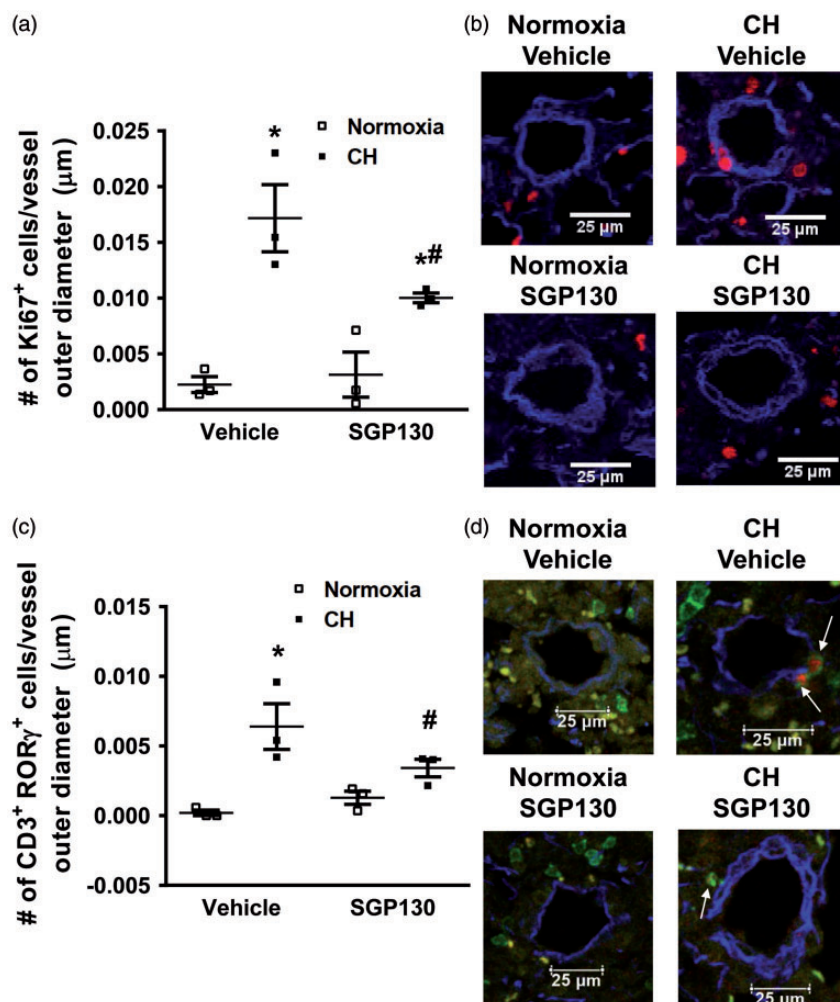 (a)
# of Ki67⁺ cells/vessel
outer diameter (µm)
0.025
0.020
0.015
0.010
0.005
0.000
Normoxia
CH
*
*#
Vehicle
SGP130
(b)
Normoxia
Vehicle
CH
Vehicle
25 µm
25 µm
Normoxia
SGP130
CH
SGP130
25 µm
25 µm
(c)
# of CD3⁺ RORγ⁺ cells/vessel
outer diameter (µm)
0.015
0.010
0.005
0.000
-0.005
Normoxia
CH
*
#
Vehicle
SGP130
(d)
Normoxia
Vehicle
CH
Vehicle
25 µm
25 µm
Normoxia
SGP130
CH
SGP130
25 µm
25 µm